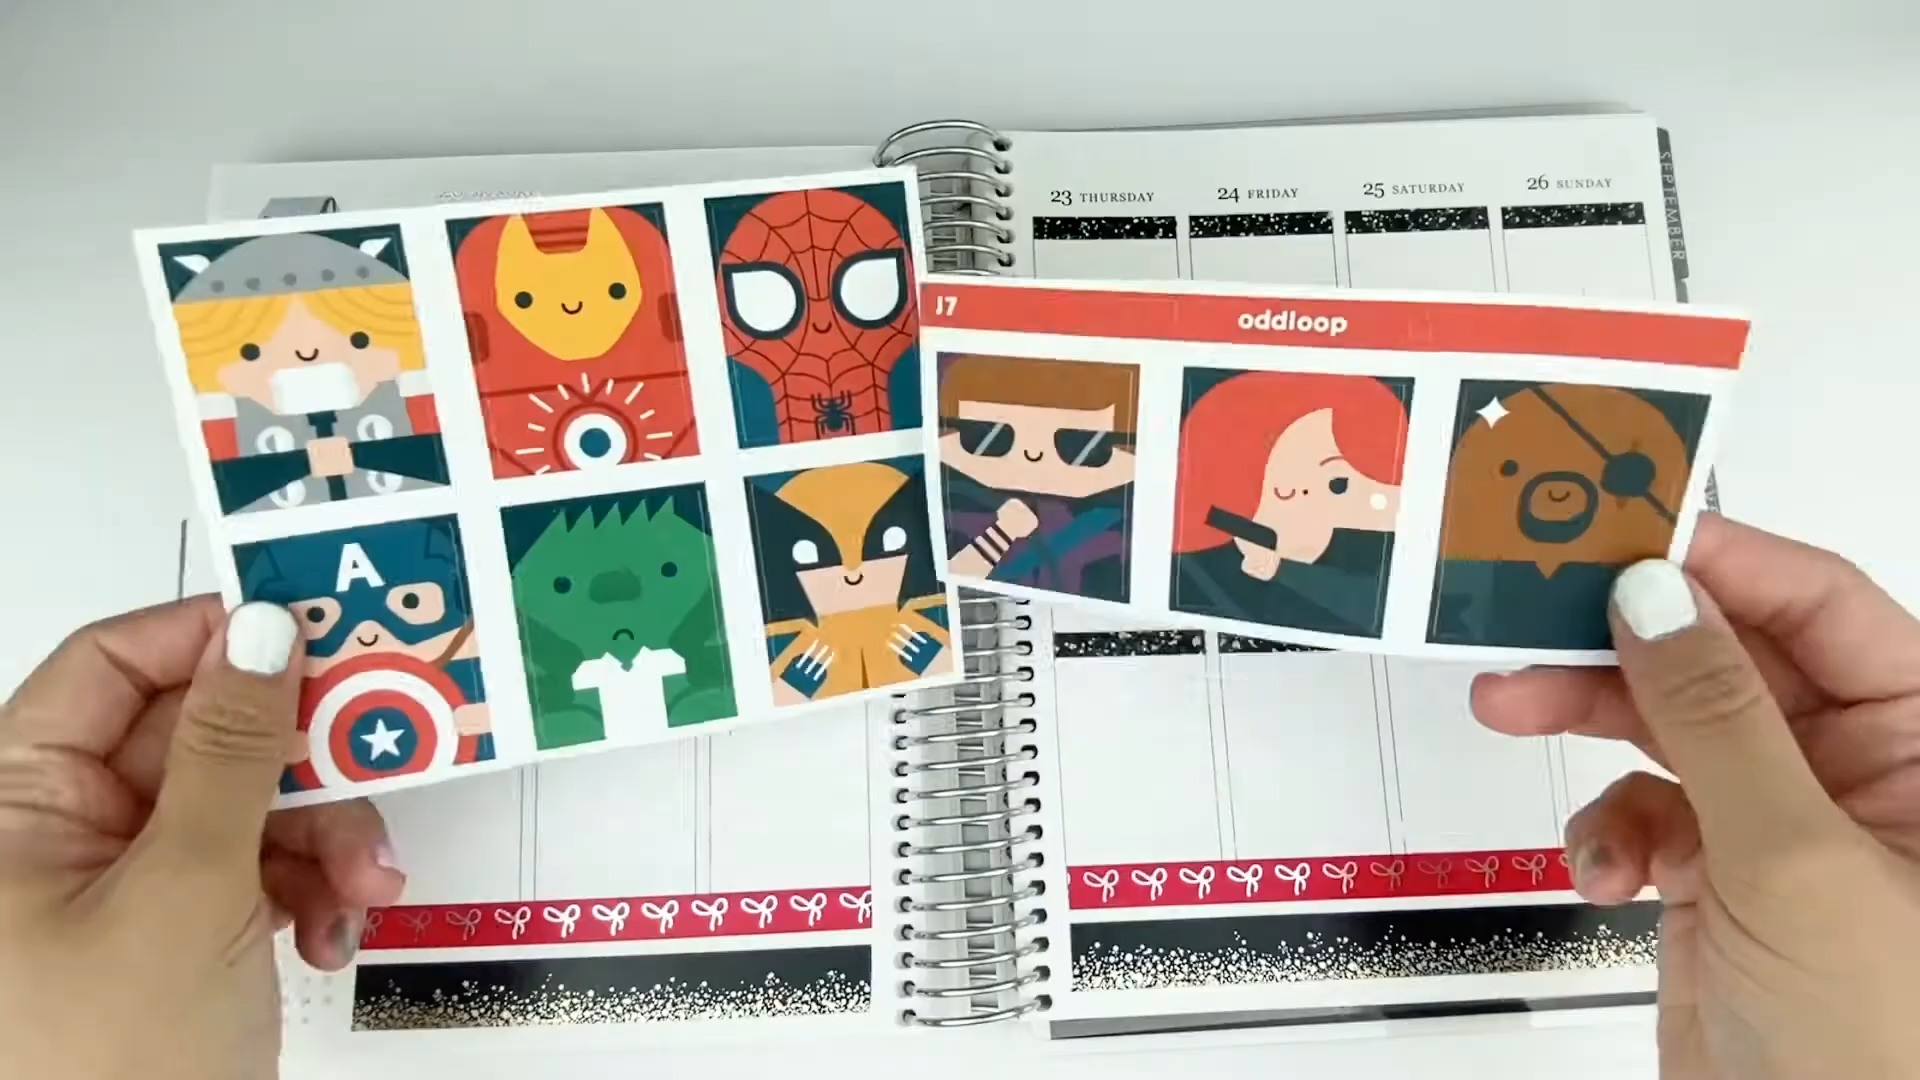 23 THURSDAY
24 FRIDAY
25 SATURDAY
26 SUNDAY
SEPTEMBER
J7
oddloop
A